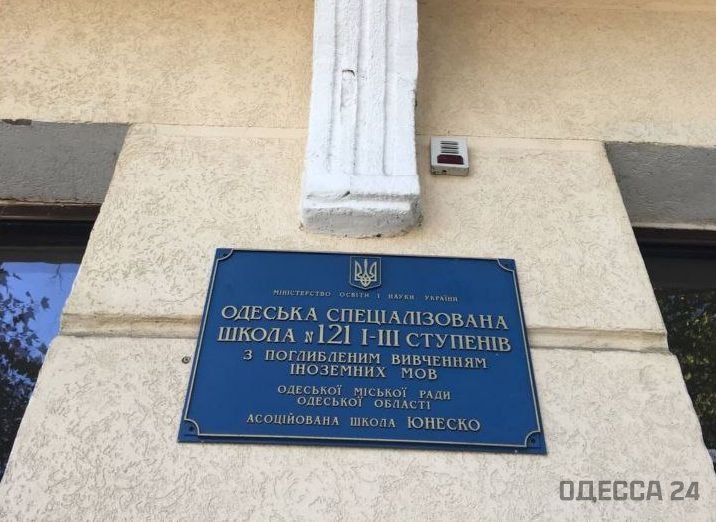 МІНІСТЕРСТВО ОСВІТИ І НАУКИ УКРАЇНИ
ОДЕСЬКА СПЕЦІАЛІЗОВАНА
ШКОЛА №121 І-ІІІ СТУПЕНІВ
З ПОГЛИБЛЕНИМ ВИВЧЕННЯМ
ІНОЗЕМНИХ МОВ
ОДЕСЬКОЇ МІСЬКОЇ РАДИ
ОДЕСЬКОЇ ОБЛАСТІ
АСОЦІЙОВАНА ШКОЛА ЮНЕСКО
ОДЕССА 24